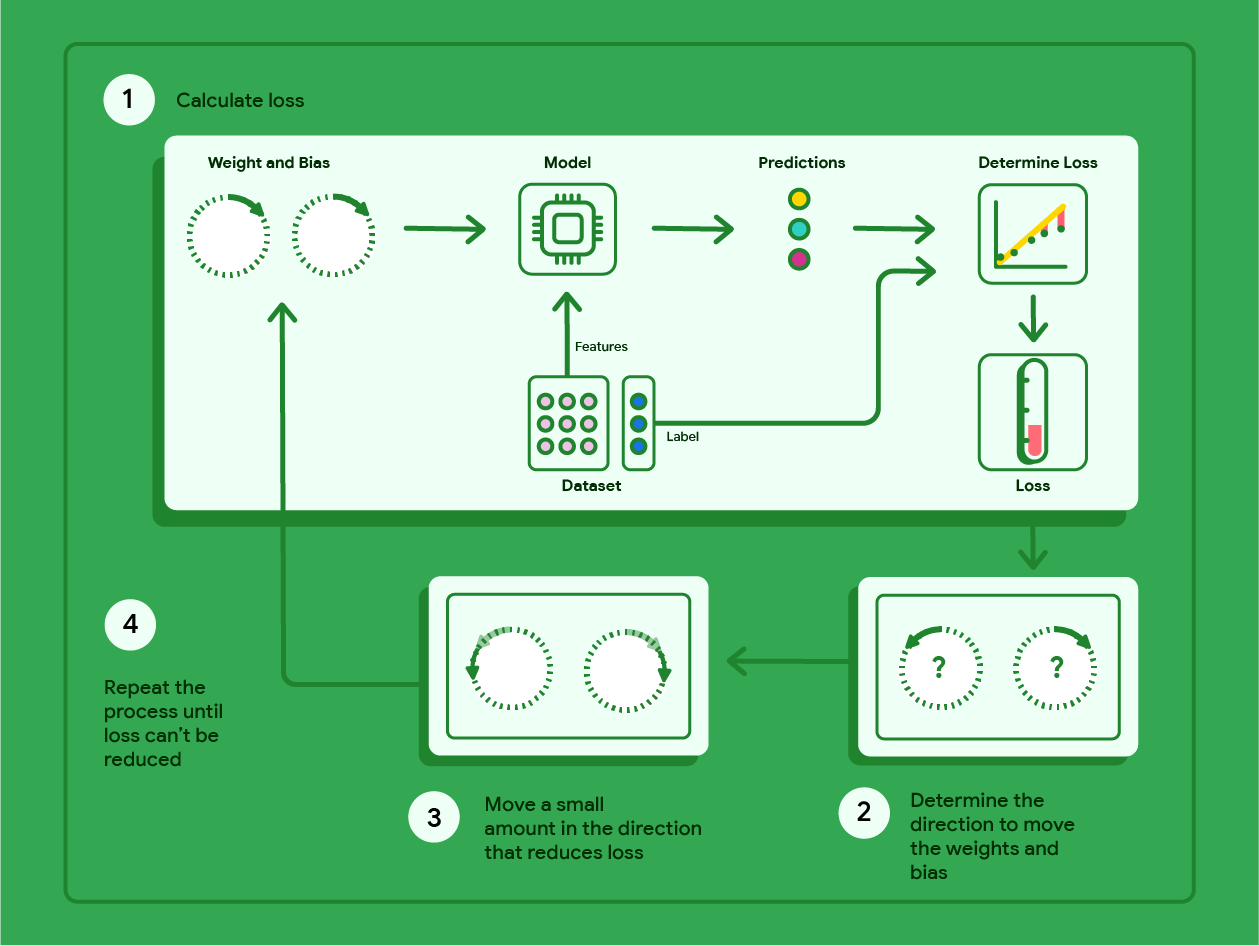 1
Calculate loss
Weight and Bias
Model
Predictions
Determine Loss
Features
Label
Dataset
Loss
4
Repeat the
process until
loss can't be
reduced
? ?
3
Move a small
amount in the direction
that reduces loss
2
Determine the
direction to move
the weights and
bias